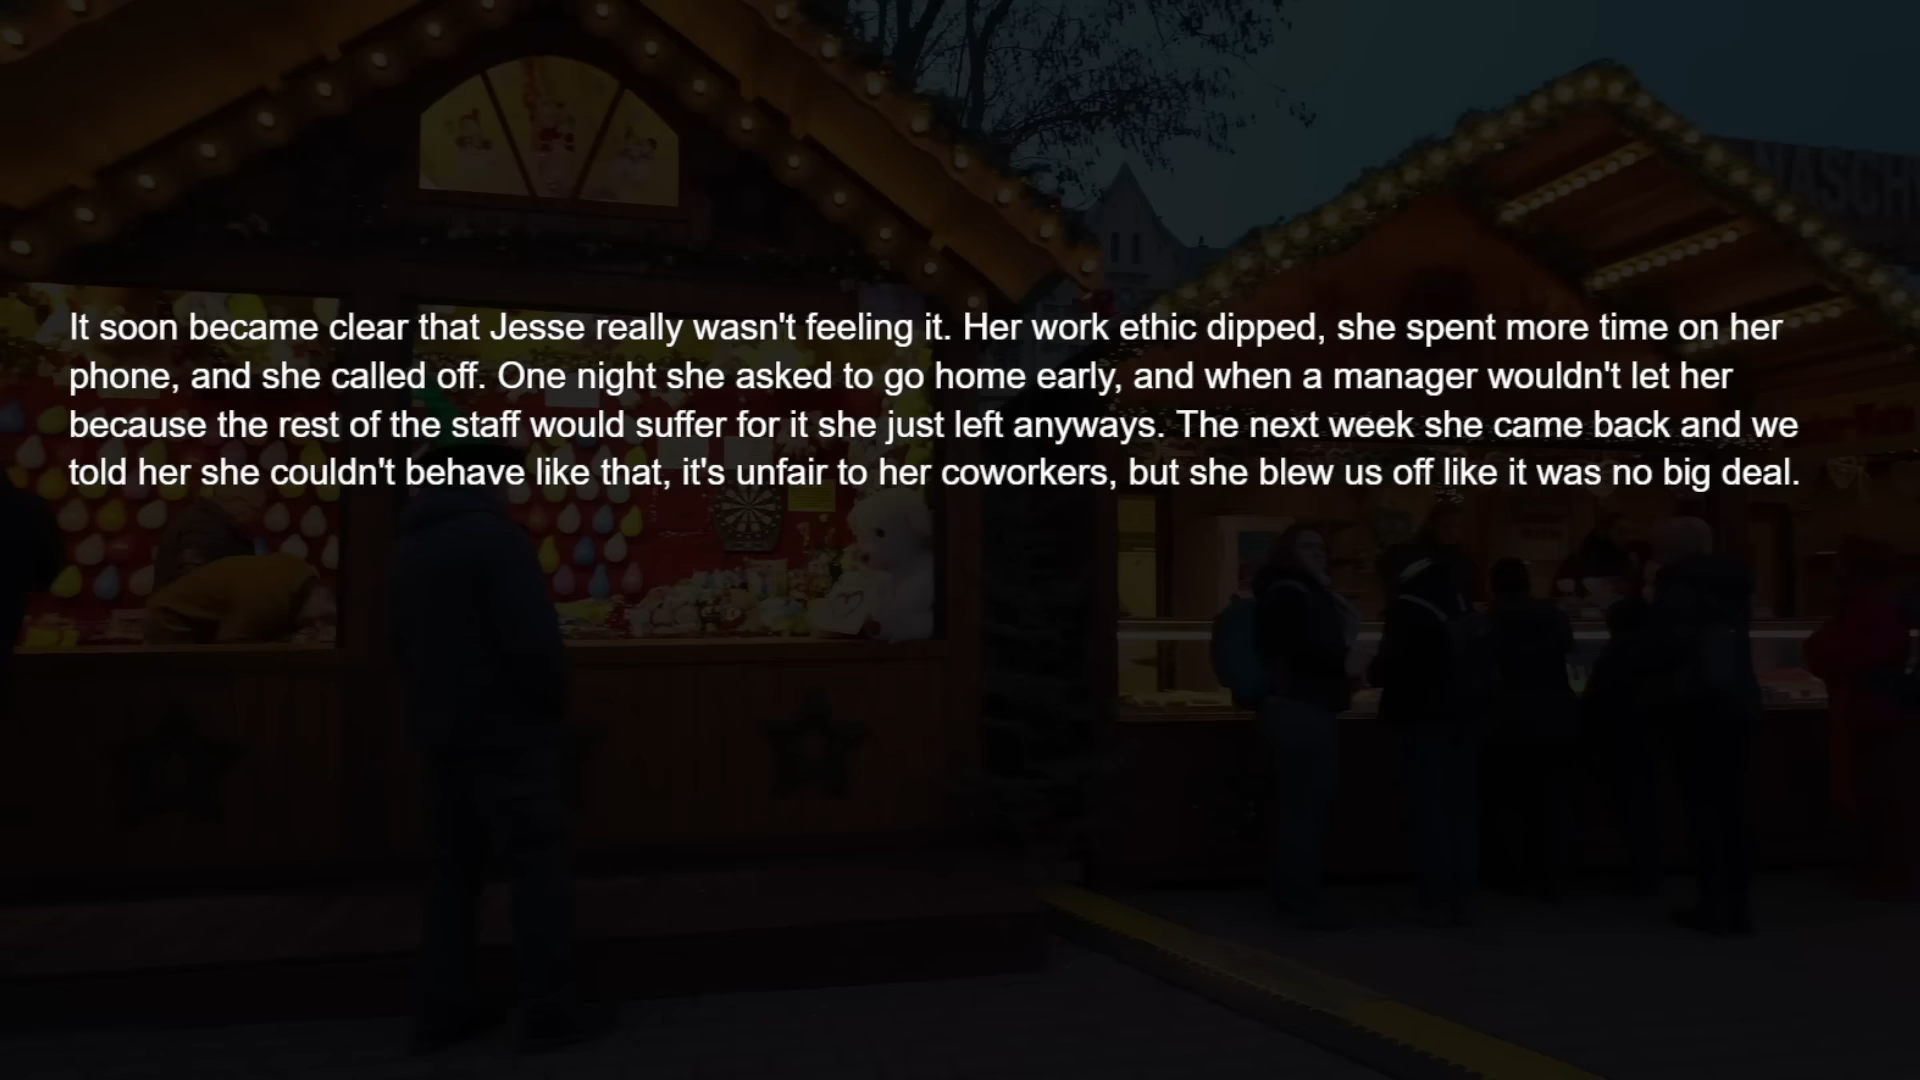 It soon became clear that Jesse really wasn't feeling it. Her work ethic dipped, she spent more time on her
phone, and she called off. One night she asked to go home early, and when a manager wouldn't let her
because the rest of the staff would suffer for it she just left anyways. The next week she came back and we
told her she couldn't behave like that, it's unfair to her coworkers, but she blew us off like it was no big deal.